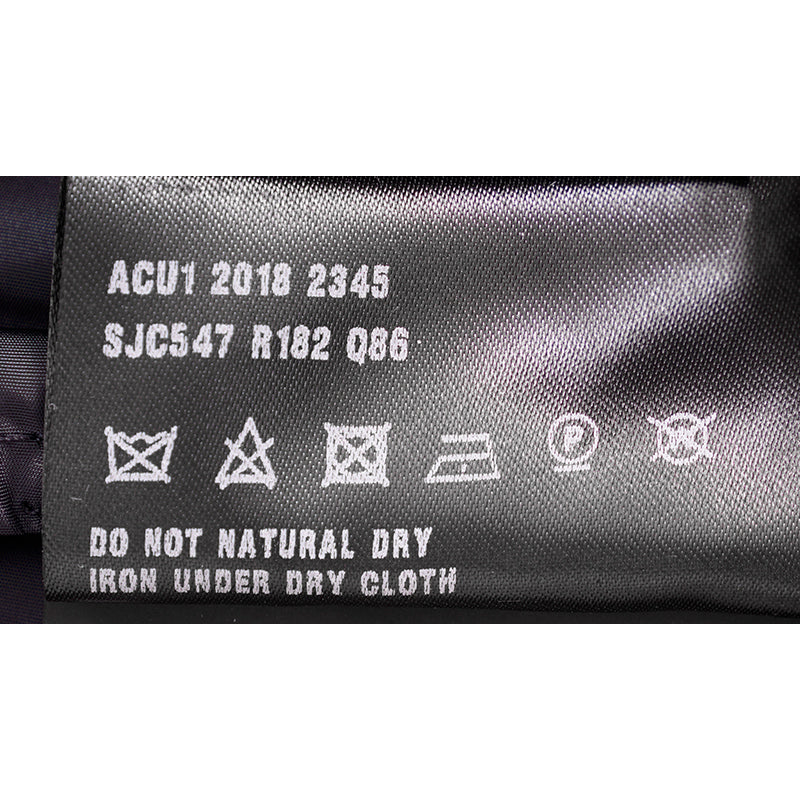 ACU1 2018 2345
SJC547 R182 Q86
P
W
DO NOT NATURAL DRY
IRON UNDER DRY CLOTH